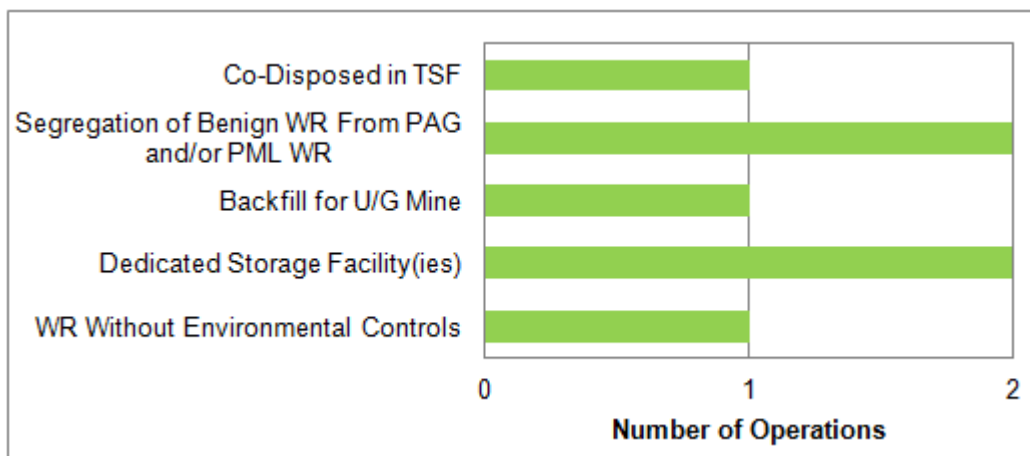 Co-Disposed in TSF
Segregation of Benign WR From PAG
and/or PML WR
Backfill for U/G Mine
Dedicated Storage Facility(ies)
WR Without Environmental Controls
0 1 2
Number of Operations